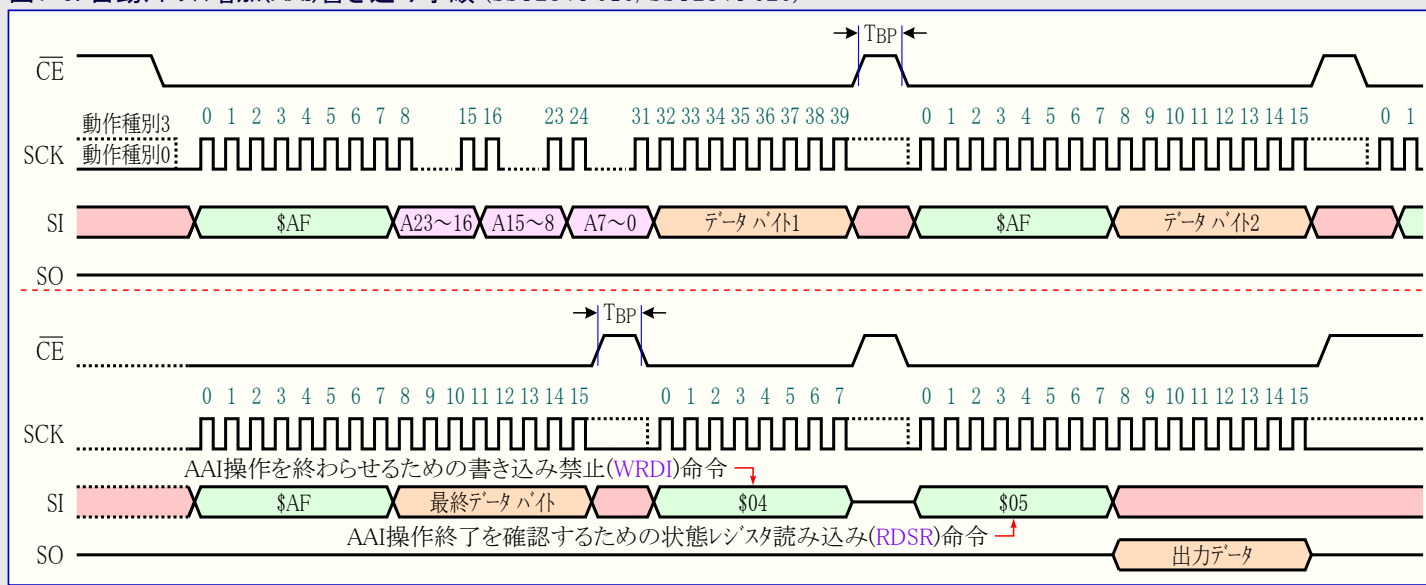 TBP
CE
0 1 2 3 4 5 6 7 8 15 16 23 24 31 32 33 34 35 36 37 38 39 0 1 2 3 4 5 6 7 8 9 10 11 12 13 14 15 0 1
動作種別3
SCK 動作種別0
SI $AF A23～16 A15～8 A7～0 データ バイト1 $AF データ バイト2
SO
TBP
CE
0 1 2 3 4 5 6 7 8 9 10 11 12 13 14 15 0 1 2 3 4 5 6 7 0 1 2 3 4 5 6 7 8 9 10 11 12 13 14 15
SCK
AAI操作を終わらせるための書き込み禁止(WRDI)命令
SI $AF 最終データ バイト $04 $05
AAI操作終了を確認するための状態レジスタ読み込み(RDSR)命令
SO 出力データ